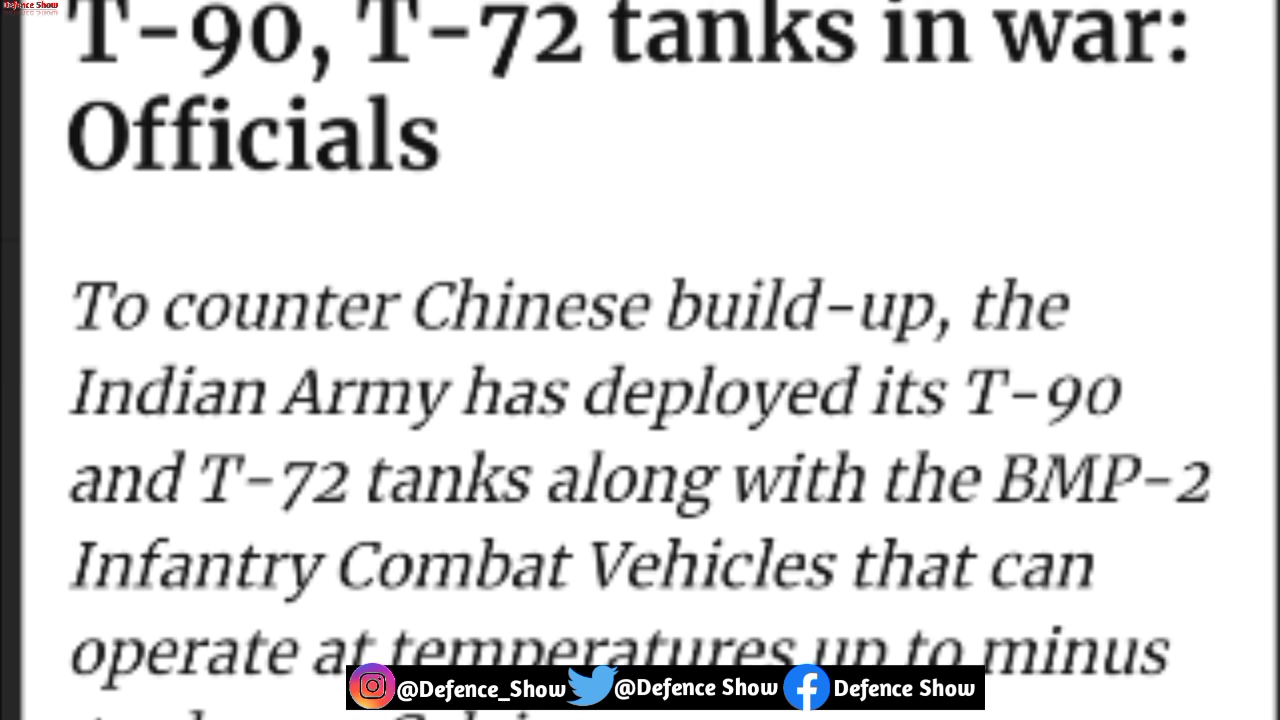 Defence Show
T-90, T-72 tanks in war:
Officials
To counter Chinese build-up, the
Indian Army has deployed its T-90
and T-72 tanks along with the BMP-2
Infantry Combat Vehicles that can
operate at temperatures up to minus
@Defence_Show @Defence Show Defence Show